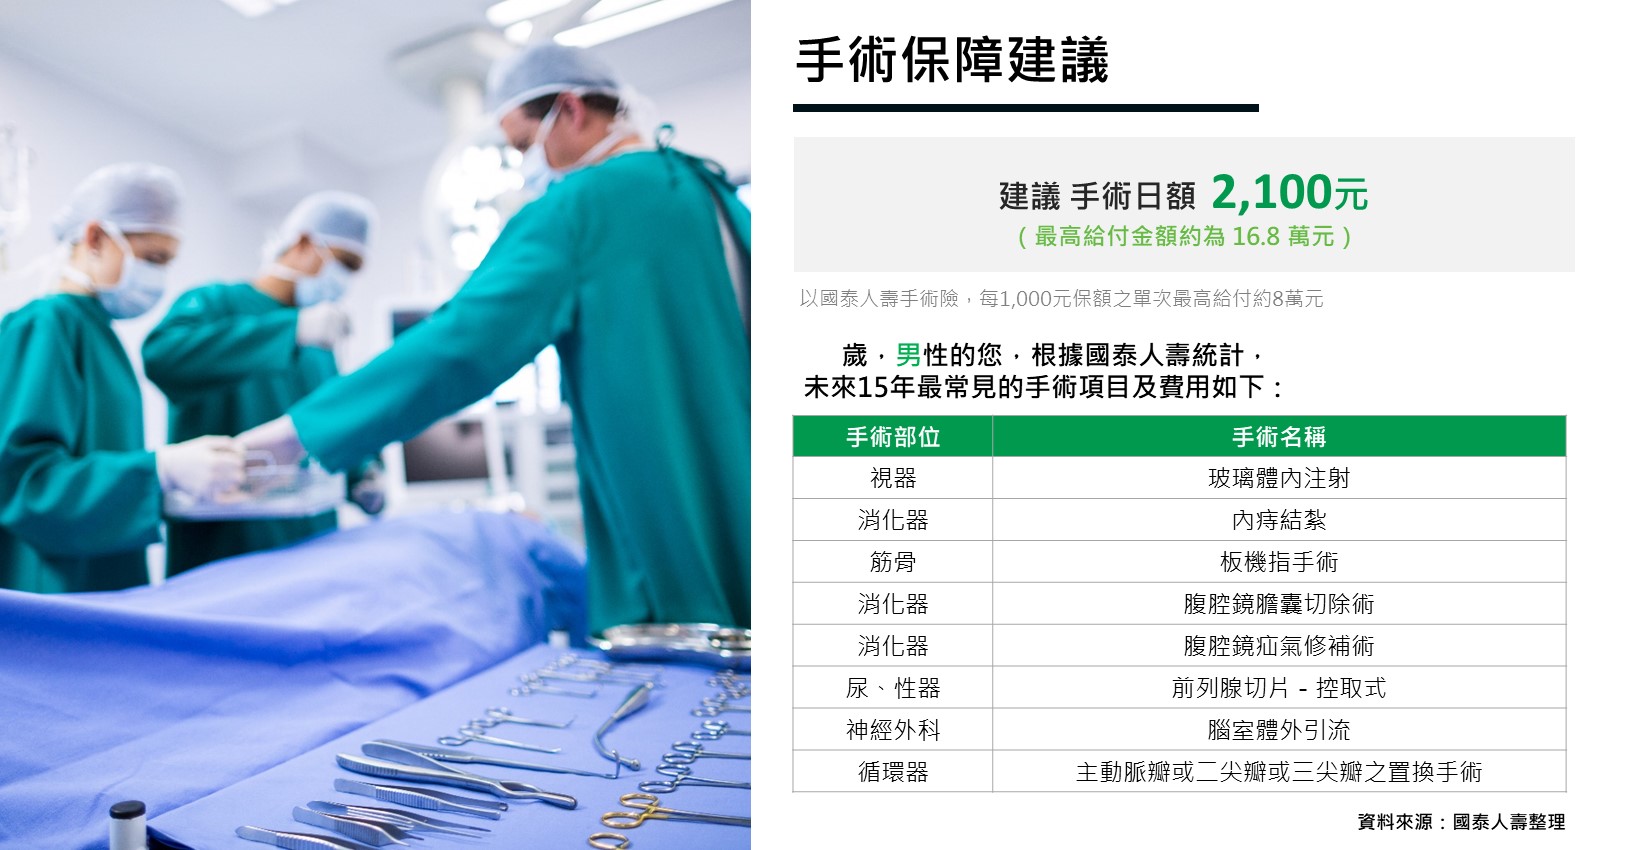 手術保障建議
建議 手術日額 2,100元
( 最高給付金額約為 16.8 萬元 )
以國泰人壽手術險，每1,000元保額之單次最高給付約8萬元
歲，男性的您，根據國泰人壽統計，
未來15年最常見的手術項目及費用如下：
手術部位 手術名稱
視器 玻璃體內注射
消化器 內痔結紮
筋骨 板機指手術
消化器 腹腔鏡膽囊切除術
消化器 腹腔鏡疝氣修補術
尿、性器 前列腺切片 - 控取式
神經外科 腦室體外引流
循環器 主動脈瓣或二尖瓣或三尖瓣之置換手術
資料來源：國泰人壽整理